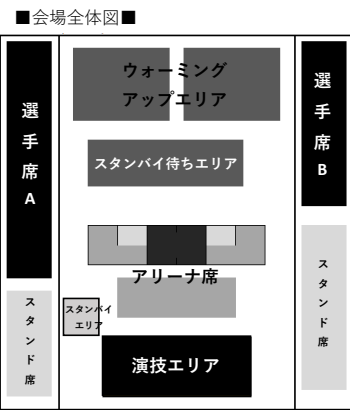 ■会場全体図■
ウォーミング
アップエリア
選手席A
選手席B
スタンバイ待ちエリア
アリーナ席
スタンド席
スタンバイ
エリア
スタンド席
演技エリア